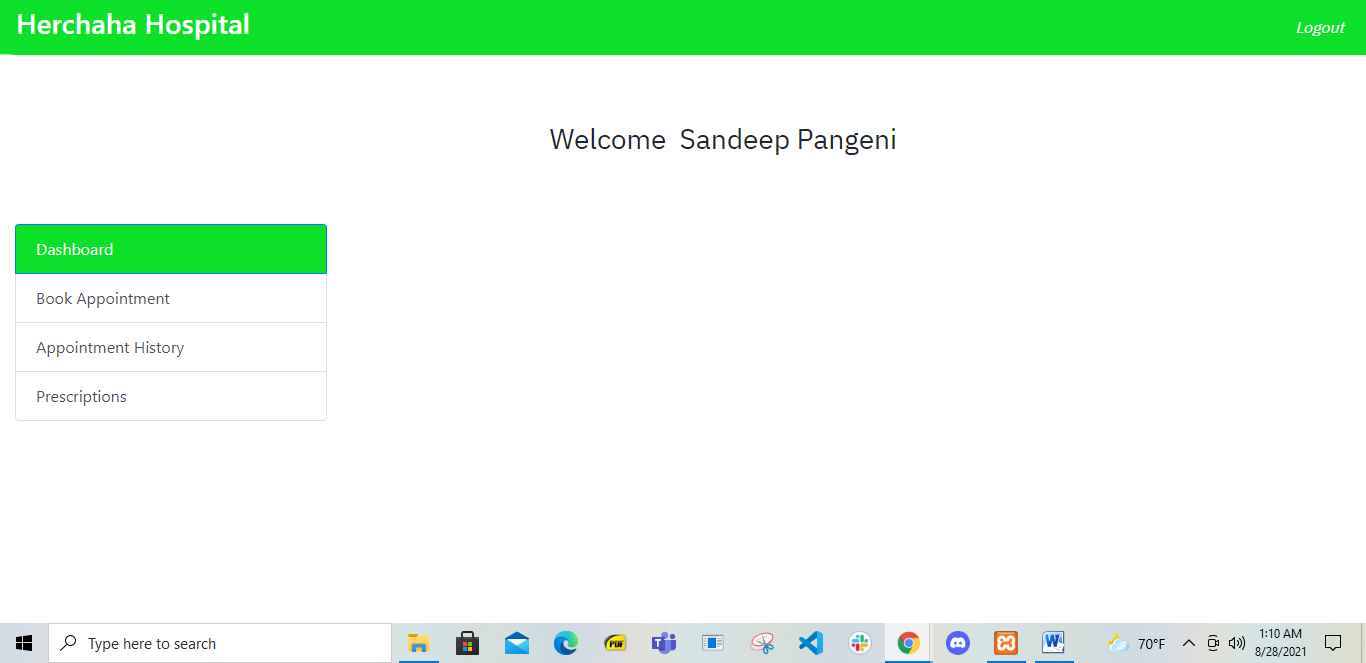 Herchaha Hospital
Logout
Welcome Sandeep Pangeni
Dashboard
Book Appointment
Appointment History
Prescriptions
Type here to search
PDF
70°F
1:10 AM
8/28/2021